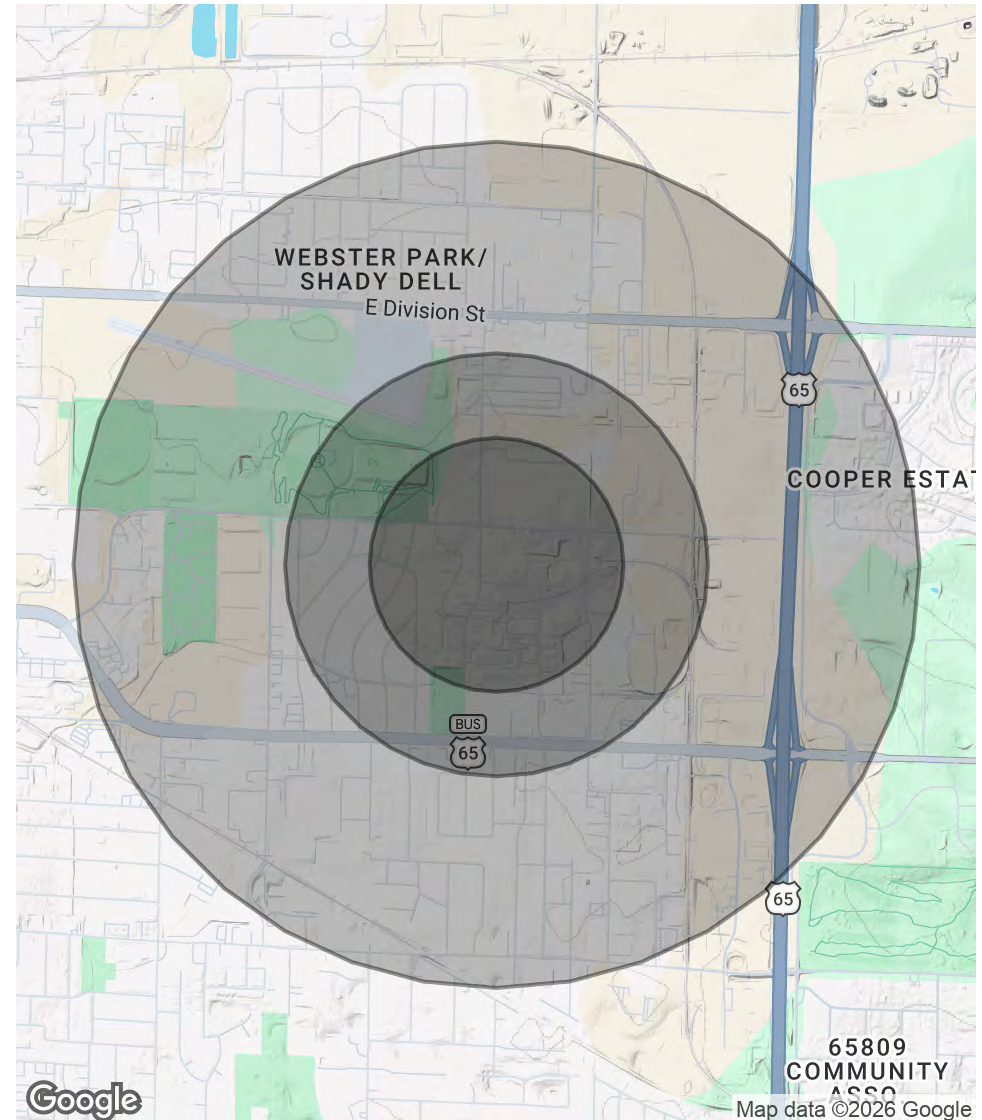 WEBSTER PARK/
SHADY DELL
E Division St
65
COOPER ESTAT
BUS
65
65
65809
COMMUNITY
ASSO
Google
Map data ©2026 Google